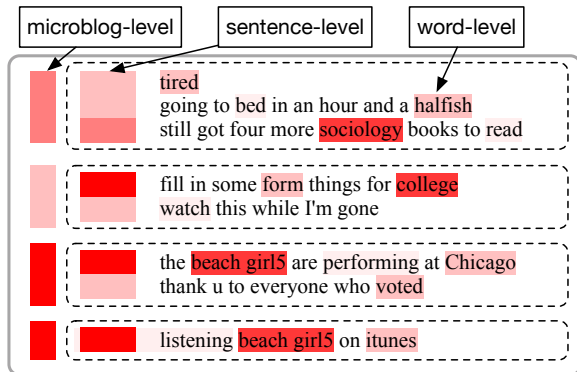 microblog-level sentence-level word-level
tired
going to bed in an hour and a halfish
still got four more sociology books to read
fill in some form things for college
watch this while I'm gone
the beach girl5 are performing at Chicago
thank u to everyone who voted
listening beach girl5 on itunes